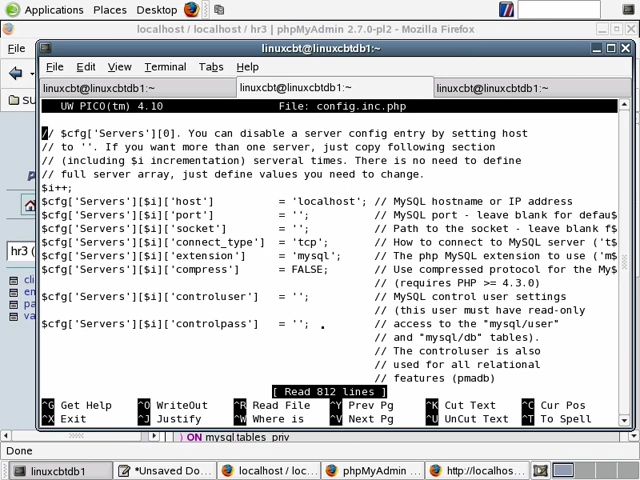 Applications Places Desktop
localhost / localhost / hr3 | phpMyAdmin 2.7.0-pl2 - Mozilla Firefox
File
linuxcbt@linuxcbtdb1:~
File Edit View Terminal Tabs Help
linuxcbt@linuxcbtdb1:~ linuxcbt@linuxcbtdb1:~ linuxcbt@linuxcbtdb1:~
UW PICO(tm) 4.10 File: config.inc.php
// $cfg['Servers'][0]. You can disable a server config entry by setting host
// to ''. If you want more than one server, just copy following section
// (including $i incrementation) serveral times. There is no need to define
// full server array, just define values you need to change.
$i++;
$cfg['Servers'][$i]['host'] = 'localhost'; // MySQL hostname or IP address
$cfg['Servers'][$i]['port'] = ''; // MySQL port - leave blank for defau$
$cfg['Servers'][$i]['socket'] = ''; // Path to the socket - leave blank f$
$cfg['Servers'][$i]['connect_type'] = 'tcp'; // How to connect to MySQL server ('t$
$cfg['Servers'][$i]['extension'] = 'mysql'; // The php MySQL extension to use ('m$
$cfg['Servers'][$i]['compress'] = FALSE; // Use compressed protocol for the My$
// (requires PHP >= 4.3.0)
$cfg['Servers'][$i]['controluser'] = ''; // MySQL control user settings
// (this user must have read-only
$cfg['Servers'][$i]['controlpass'] = ''; // access to the "mysql/user"
// and "mysql/db" tables).
// The controluser is also
// used for all relational
// features (pmadb)
[ Read 812 lines ]
^G Get Help ^O WriteOut ^R Read File ^Y Prev Pg ^K Cut Text ^C Cur Pos
^X Exit ^J Justify ^W Where is ^V Next Pg ^U UnCut Text ^T To Spell
SU
hr3 (
cli
em
pa
va
) ON mysql.tables_priv
Done
linuxcbtdb1 *Unsaved Do... localhost / loc... phpMyAdmin ... http://localhos...